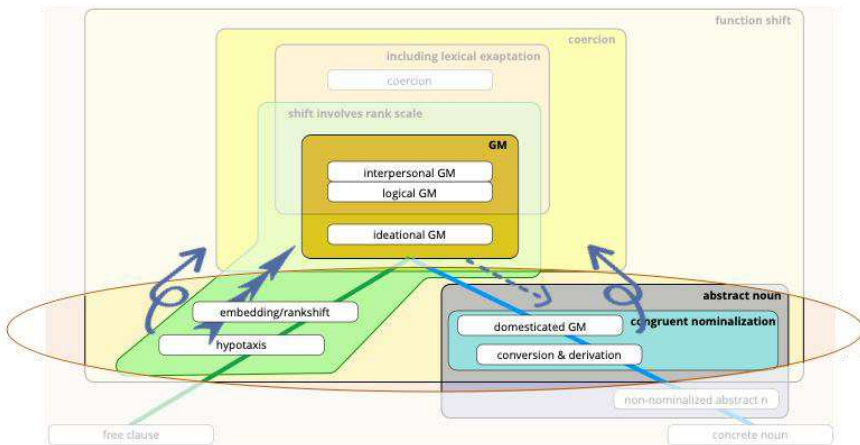 function shift
coercion
including lexical exaptation
coercion
shift involves rank scale
GM
interpersonal GM
logical GM
ideational GM
abstract noun
embedding/rankshift
congruent nominalization
domesticated GM
hypotaxis
conversion & derivation
non-nominalized abstract n
free clause
concrete noun